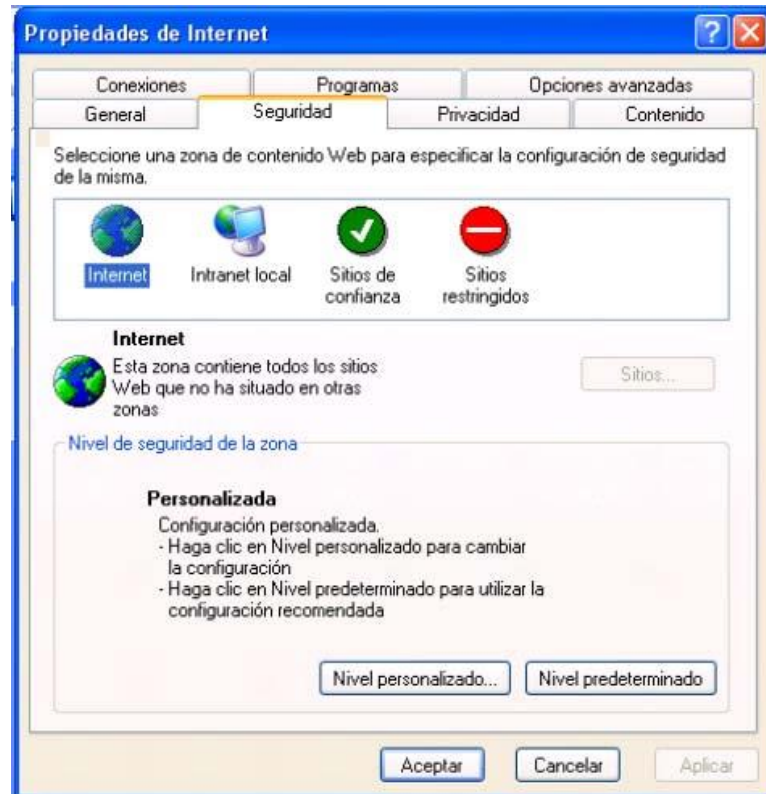 Propiedades de Internet
Conexiones Programas Opciones avanzadas
General Seguridad Privacidad Contenido
Seleccione una zona de contenido Web para especificar la configuración de seguridad
de la misma.
Internet Intranet local Sitios de confianza Sitios restringidos
Internet
Esta zona contiene todos los sitios
Web que no ha situado en otras
zonas
Sitios...
Nivel de seguridad de la zona
Personalizada
Configuración personalizada.
- Haga clic en Nivel personalizado para cambiar
la configuración
- Haga clic en Nivel predeterminado para utilizar la
configuración recomendada
Nivel personalizado... Nivel predeterminado
Aceptar Cancelar Aplicar